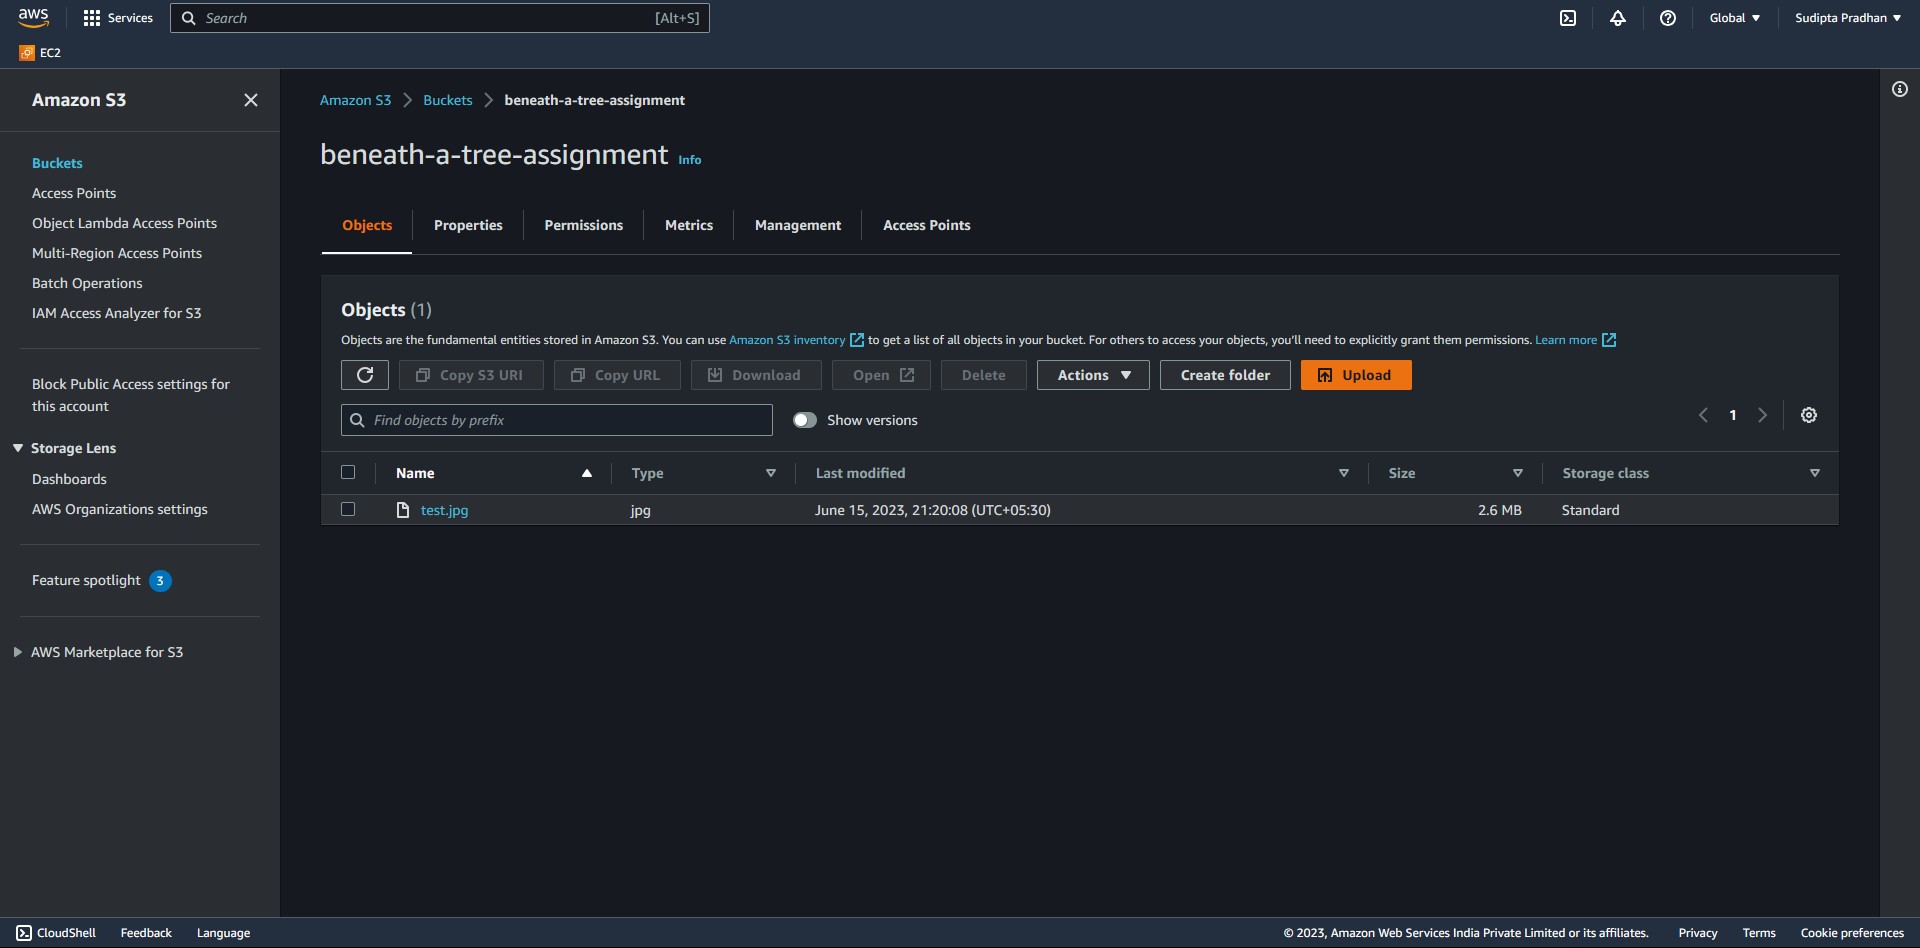 aws Services Search [Alt+S] Global Sudipta Pradhan
EC2
Amazon S3
Buckets
Access Points
Object Lambda Access Points
Multi-Region Access Points
Batch Operations
IAM Access Analyzer for S3
Block Public Access settings for
this account
Storage Lens
Dashboards
AWS Organizations settings
Feature spotlight 3
AWS Marketplace for S3
Amazon S3 Buckets beneath-a-tree-assignment
beneath-a-tree-assignment Info
Objects Properties Permissions Metrics Management Access Points
Objects (1)
Objects are the fundamental entities stored in Amazon S3. You can use Amazon S3 inventory to get a list of all objects in your bucket. For others to access your objects, you'll need to explicitly grant them permissions. Learn more
Copy S3 URI Copy URL Download Open Delete Actions Create folder Upload
Find objects by prefix Show versions 1
Name Type Last modified Size Storage class
test.jpg jpg June 15, 2023, 21:20:08 (UTC+05:30) 2.6 MB Standard
CloudShell Feedback Language © 2023, Amazon Web Services India Private Limited or its affiliates. Privacy Terms Cookie preferences